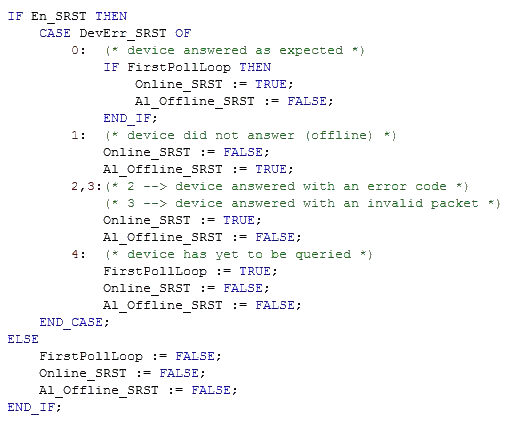 IF En_SRST THEN
    CASE DevErr_SRST OF
        0:  (* device answered as expected *)
            IF FirstPollLoop THEN
                Online_SRST := TRUE;
                Al_Offline_SRST := FALSE;
            END_IF;
        1:  (* device did not answer (offline) *)
            Online_SRST := FALSE;
            Al_Offline_SRST := TRUE;
        2,3:(* 2 --> device answered with an error code *)
            (* 3 --> device answered with an invalid packet *)
            Online_SRST := TRUE;
            Al_Offline_SRST := FALSE;
        4:  (* device has yet to be queried *)
            FirstPollLoop := TRUE;
            Online_SRST := FALSE;
            Al_Offline_SRST := FALSE;
    END_CASE;
ELSE
    FirstPollLoop := FALSE;
    Online_SRST := FALSE;
    Al_Offline_SRST := FALSE;
END_IF;